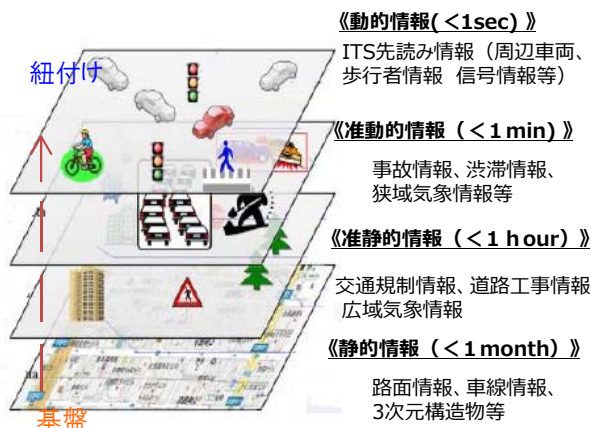 《動的情報(<1sec) 》
ITS先読み情報（周辺車両、
歩行者情報 信号情報等）
紐付け
《准動的情報（<1min) 》
事故情報、渋滞情報、
狭域気象情報等
《准静的情報（<1hour）》
交通規制情報、道路工事情報
広域気象情報
《静的情報（<1month）》
路面情報、車線情報、
3次元構造物等
基盤